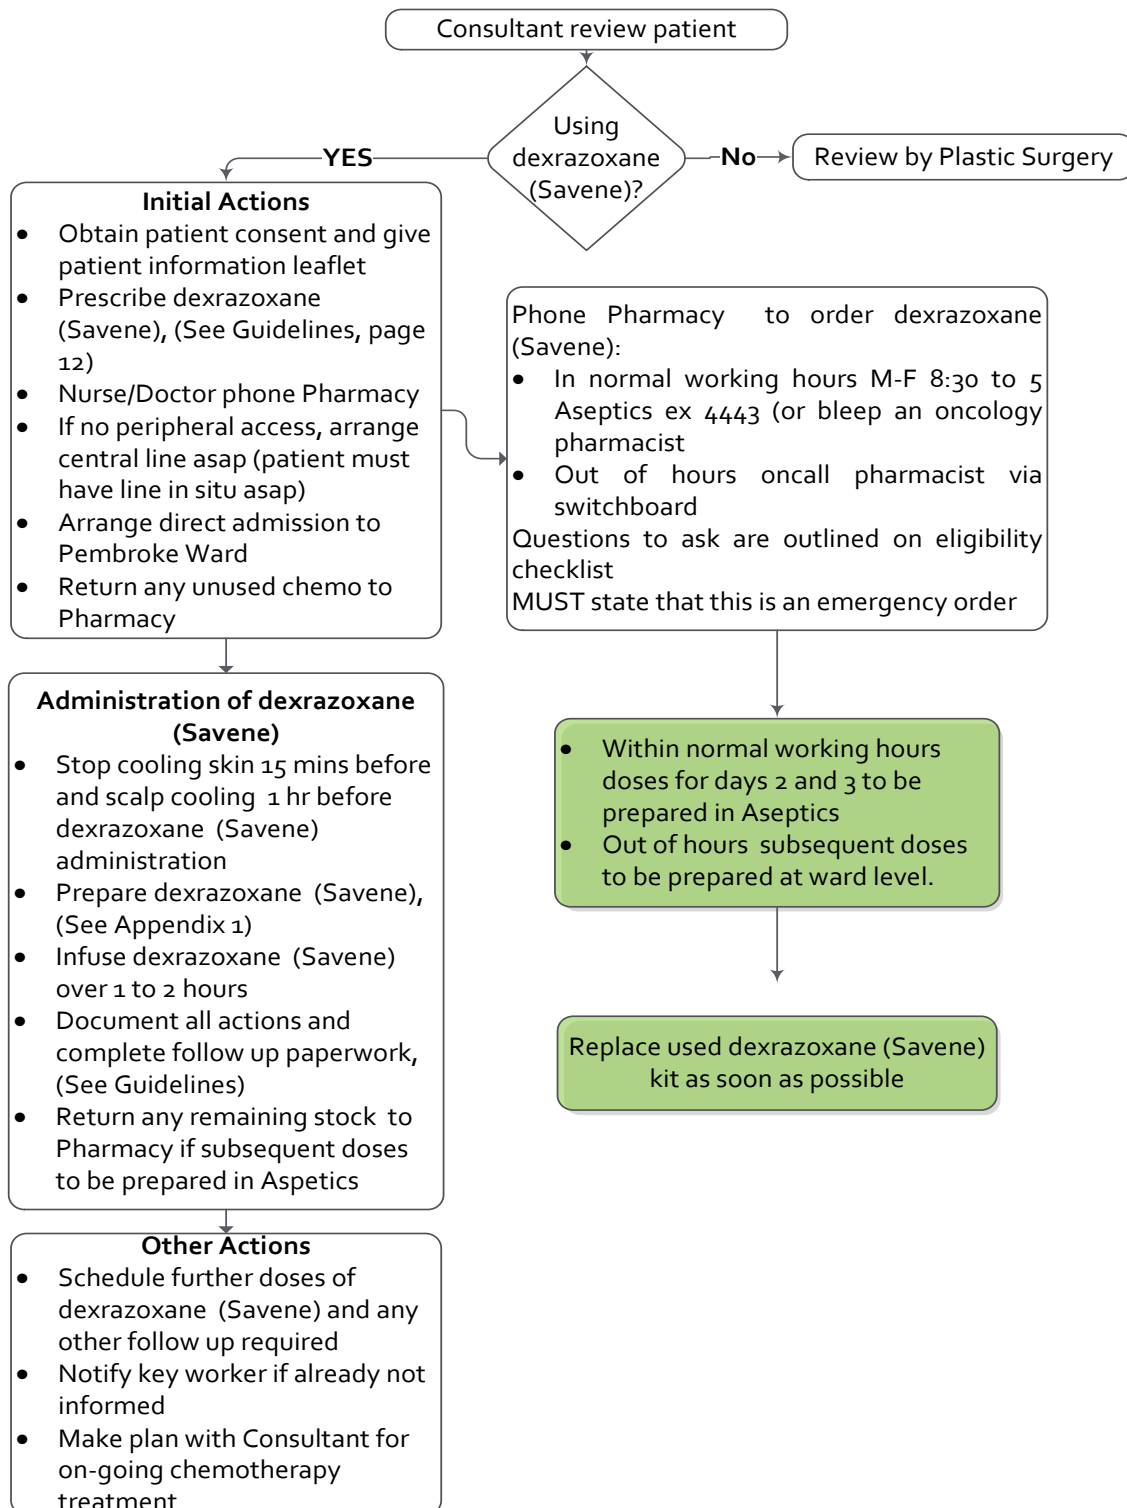 Consultant review patient
Using
dexrazoxane
(Savene)?
YES
No
Review by Plastic Surgery
Initial Actions
• Obtain patient consent and give
patient information leaflet
• Prescribe dexrazoxane
(Savene), (See Guidelines, page
12)
• Nurse/Doctor phone Pharmacy
• If no peripheral access, arrange
central line asap (patient must
have line in situ asap)
• Arrange direct admission to
Pembroke Ward
• Return any unused chemo to
Pharmacy
Phone Pharmacy to order dexrazoxane
(Savene):
• In normal working hours M-F 8:30 to 5
Aseptics ex 4443 (or bleep an oncology
pharmacist
• Out of hours oncall pharmacist via
switchboard
Questions to ask are outlined on eligibility
checklist
MUST state that this is an emergency order
Administration of dexrazoxane
(Savene)
• Stop cooling skin 15 mins before
and scalp cooling 1 hr before
dexrazoxane (Savene)
administration
• Prepare dexrazoxane (Savene),
(See Appendix 1)
• Infuse dexrazoxane (Savene)
over 1 to 2 hours
• Document all actions and
complete follow up paperwork,
(See Guidelines)
• Return any remaining stock to
Pharmacy if subsequent doses
to be prepared in Aspetics
• Within normal working hours
doses for days 2 and 3 to be
prepared in Aseptics
• Out of hours subsequent doses
to be prepared at ward level.
Replace used dexrazoxane (Savene)
kit as soon as possible
Other Actions
• Schedule further doses of
dexrazoxane (Savene) and any
other follow up required
• Notify key worker if already not
informed
• Make plan with Consultant for
on-going chemotherapy
treatment